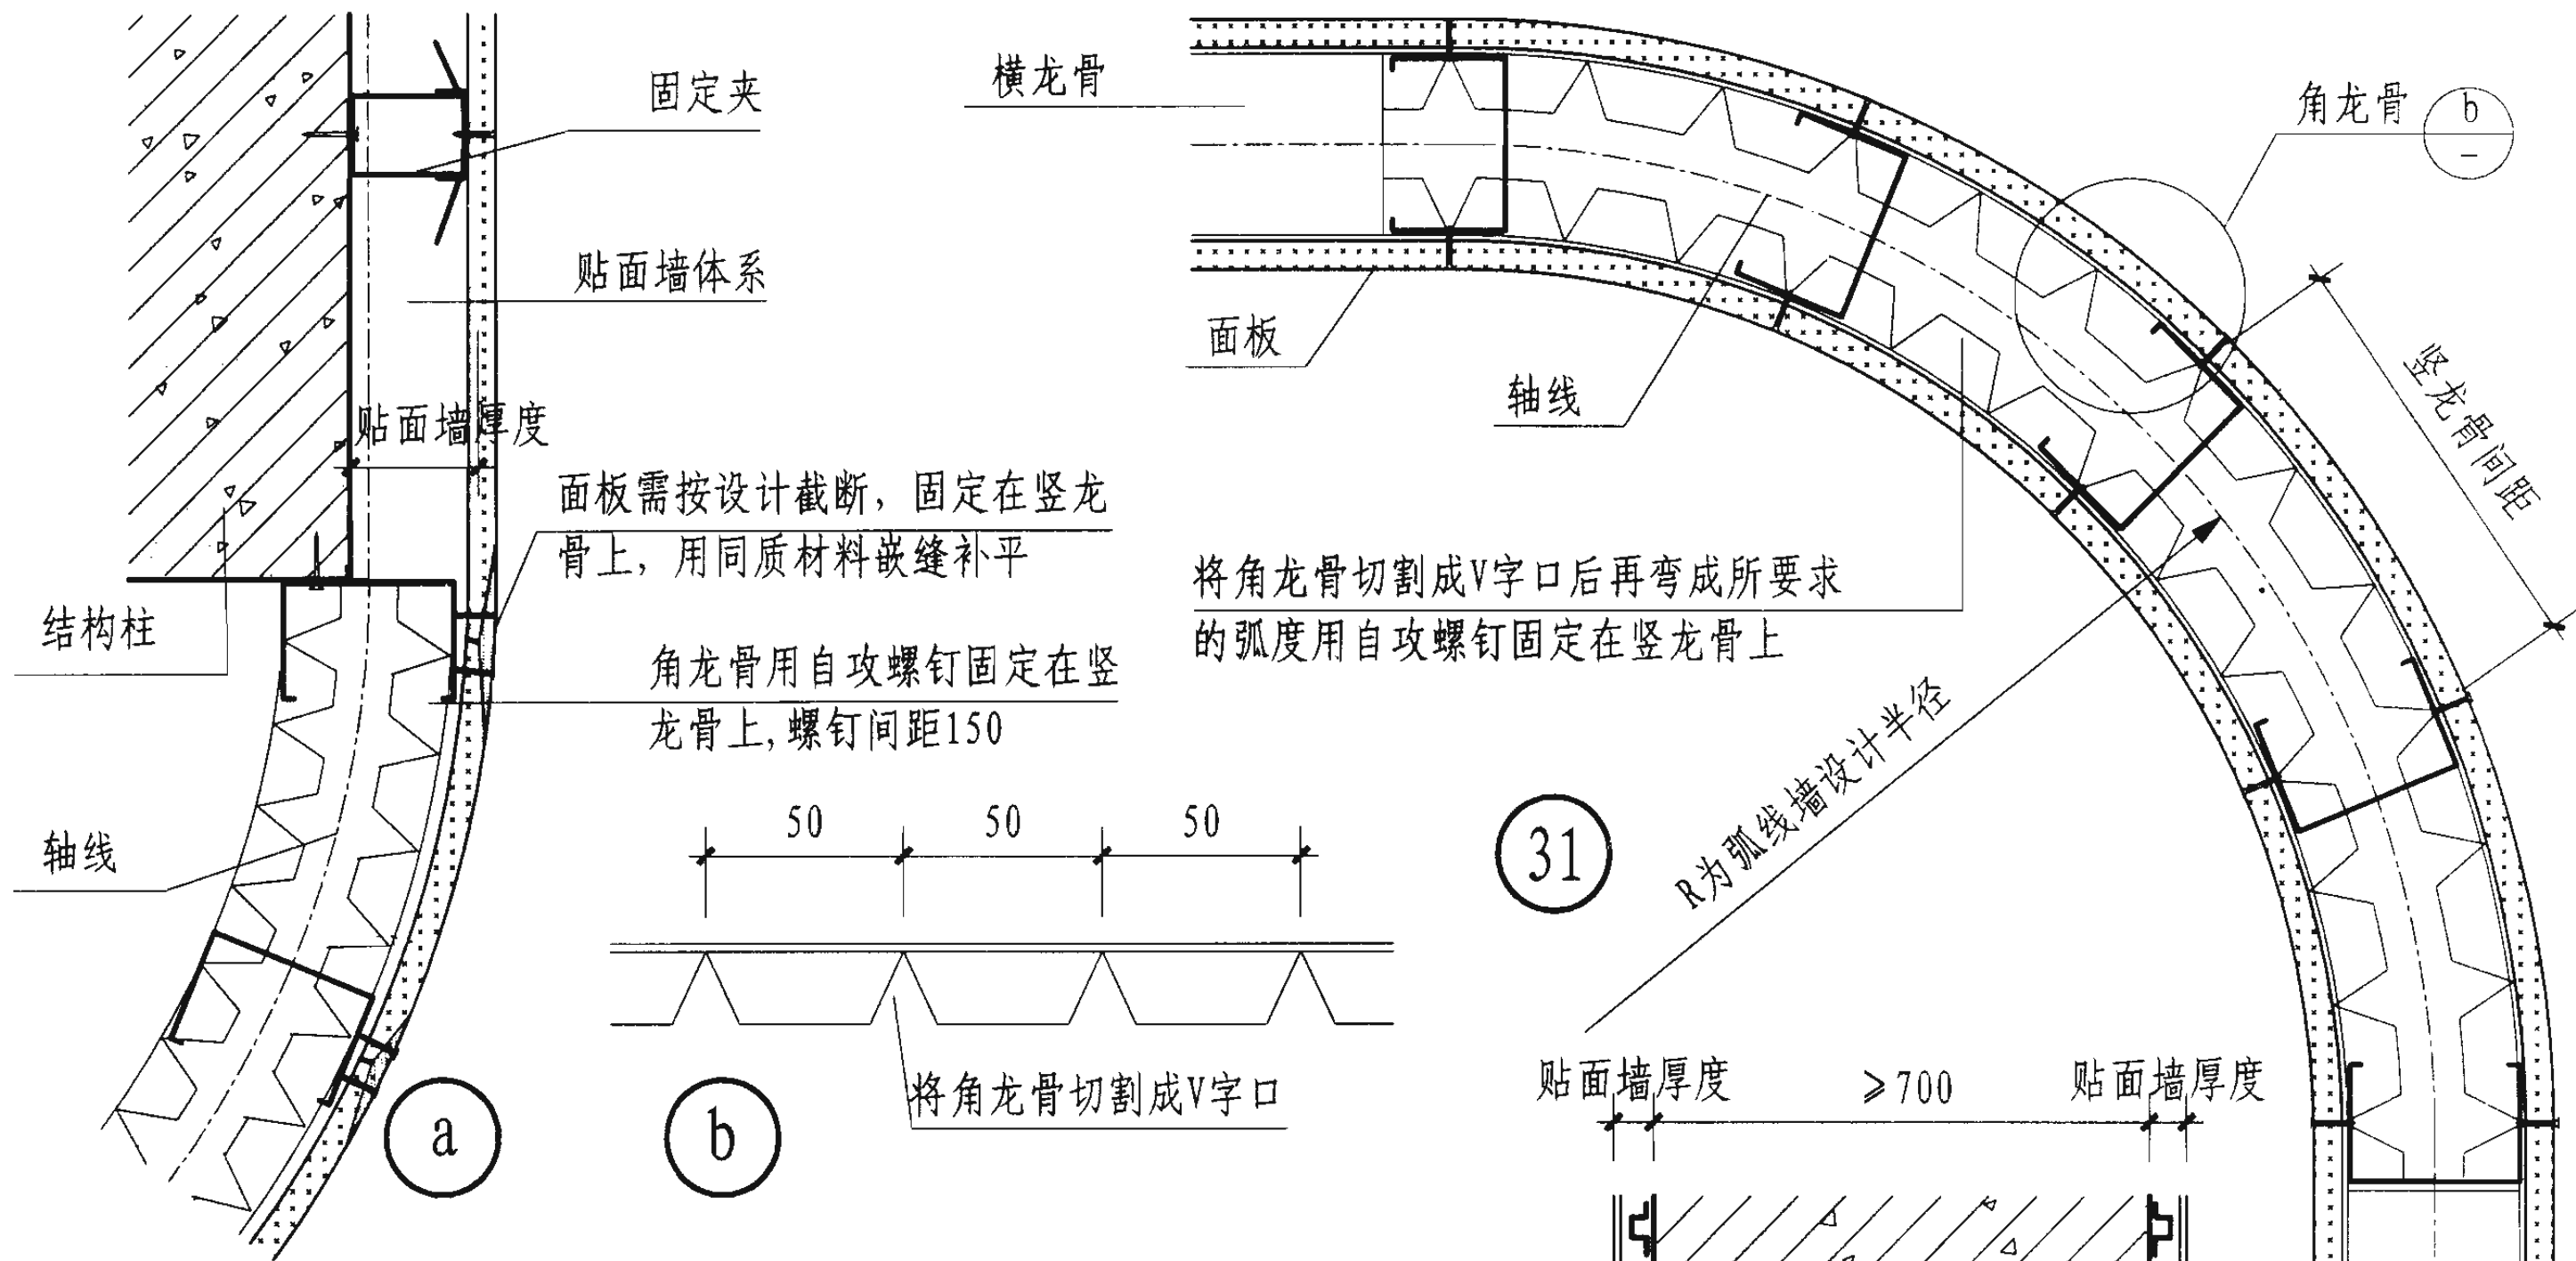 固定夹
贴面墙体系
贴面墙厚度
面板需按设计截断，固定在竖龙
骨上，用同质材料嵌缝补平
结构柱
角龙骨用自攻螺钉固定在竖
龙骨上,螺钉间距150
轴线
a
50
50
50
将角龙骨切割成V字口
b
横龙骨
面板
轴线
角龙骨
b
–
竖龙骨间距
将角龙骨切割成V字口后再弯成所要求
的弧度用自攻螺钉固定在竖龙骨上
R为弧线墙设计半径
31
贴面墙厚度
≥700
贴面墙厚度